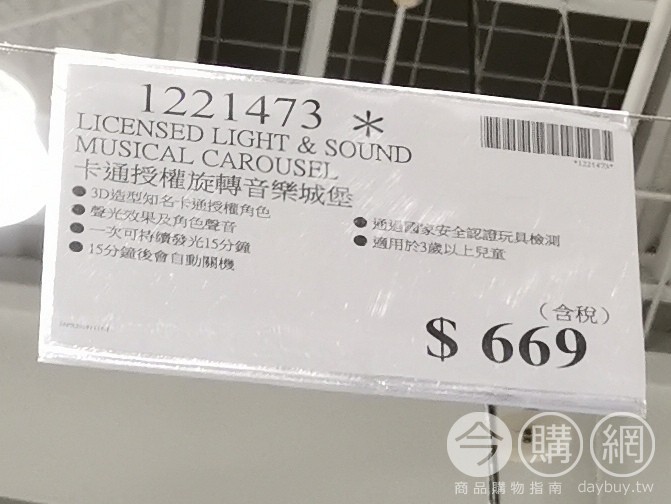 1221473 *
LICENSED LIGHT & SOUND
MUSICAL CAROUSEL
卡通授權旋轉音樂城堡
● 3D造型知名卡通授權角色
● 聲光效果及角色聲音
● 一次可持續發光15分鐘
● 15分鐘後會自動關機
*1221473*
● 通過國家安全認證玩具檢測
● 適用於3歲以上兒童
(含稅)
$ 669
今購網
商品購物指南 daybuy.tw